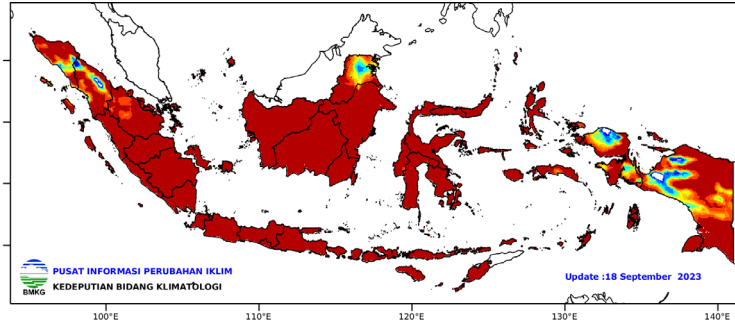 PUSAT INFORMASI PERUBAHAN IKLIM
KEDEPUTIAN BIDANG KLIMATOLOGI
BMKG
Update :18 September 2023
100°E
110°E
120°E
130°E
140°E